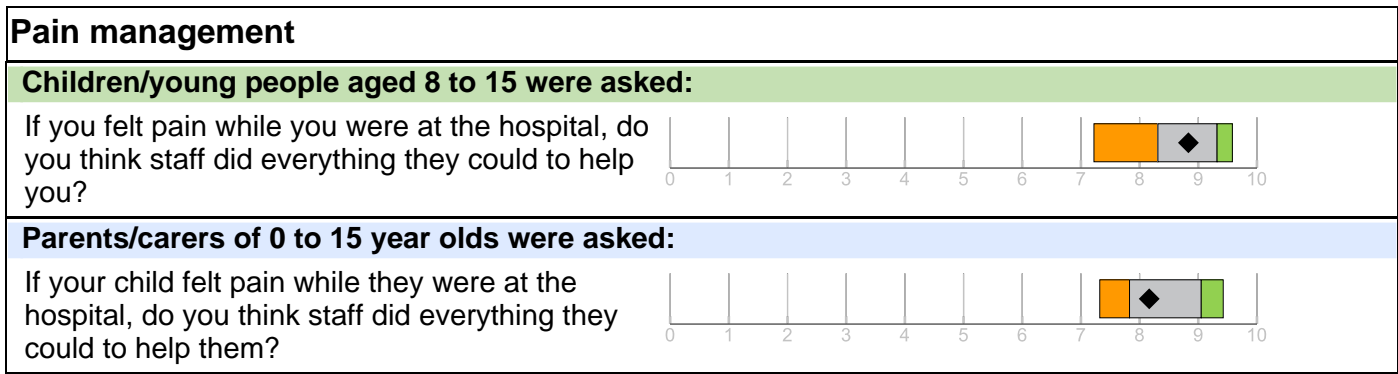 Pain management
Children/young people aged 8 to 15 were asked:
If you felt pain while you were at the hospital, do
you think staff did everything they could to help
you?
0 1 2 3 4 5 6 7 8 9 10
Parents/carers of 0 to 15 year olds were asked:
If your child felt pain while they were at the
hospital, do you think staff did everything they
could to help them?
0 1 2 3 4 5 6 7 8 9 10